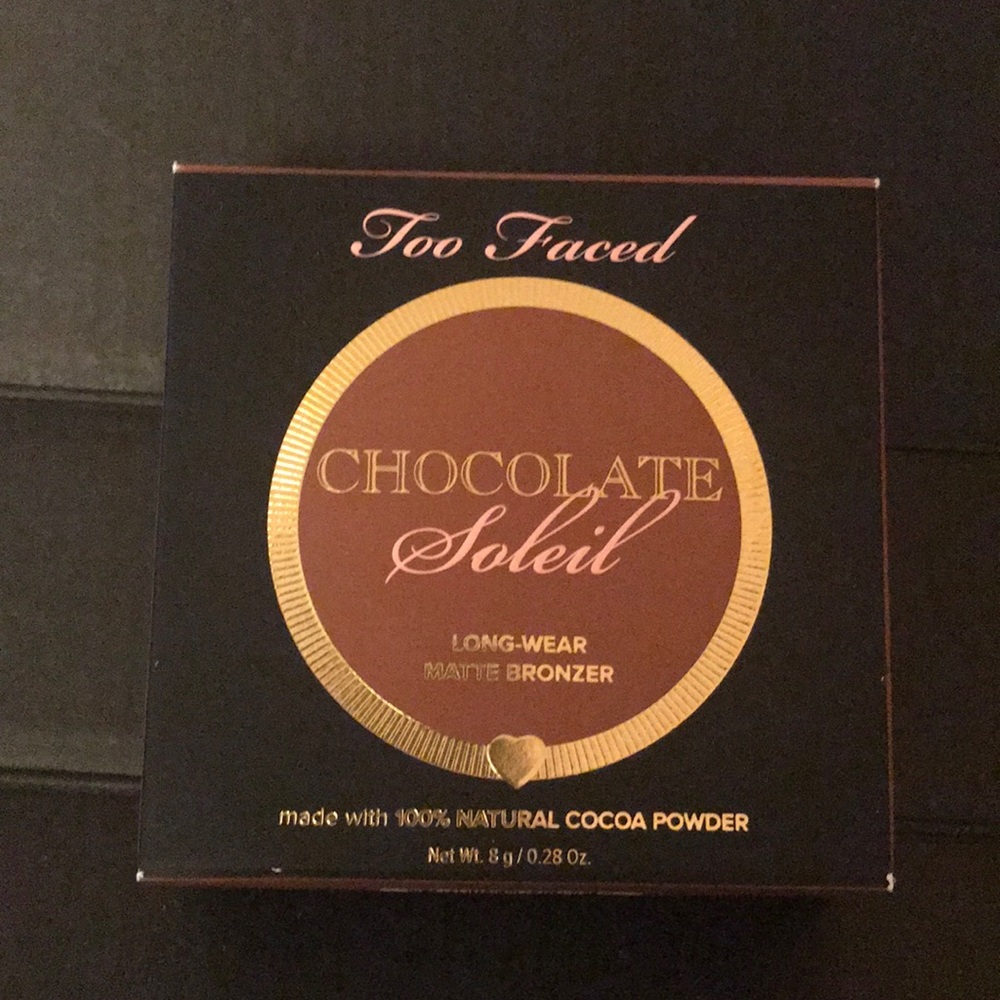 Too Faced
CHOCOLATE
Soleil
LONG-WEAR
MATTE BRONZER
made with 100% NATURAL COCOA POWDER
Net Wt. 8 g / 0.28 Oz.